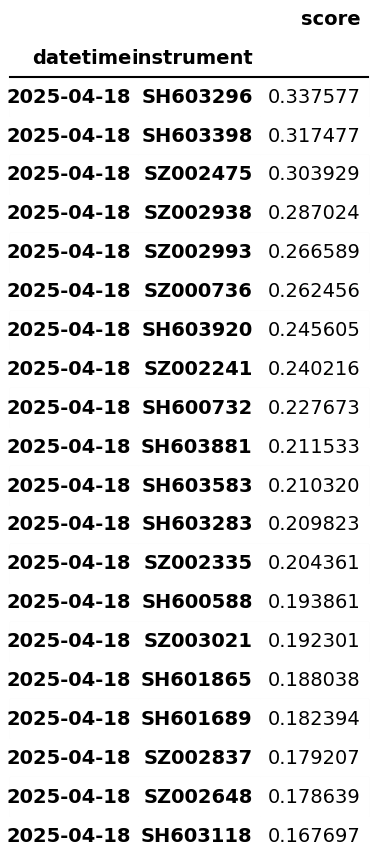 score
datetime instrument
2025-04-18 SH603296 0.337577
2025-04-18 SH603398 0.317477
2025-04-18 SZ002475 0.303929
2025-04-18 SZ002938 0.287024
2025-04-18 SZ002993 0.266589
2025-04-18 SZ000736 0.262456
2025-04-18 SH603920 0.245605
2025-04-18 SZ002241 0.240216
2025-04-18 SH600732 0.227673
2025-04-18 SH603881 0.211533
2025-04-18 SH603583 0.210320
2025-04-18 SH603283 0.209823
2025-04-18 SZ002335 0.204361
2025-04-18 SH600588 0.193861
2025-04-18 SZ003021 0.192301
2025-04-18 SH601865 0.188038
2025-04-18 SH601689 0.182394
2025-04-18 SZ002837 0.179207
2025-04-18 SZ002648 0.178639
2025-04-18 SH603118 0.167697